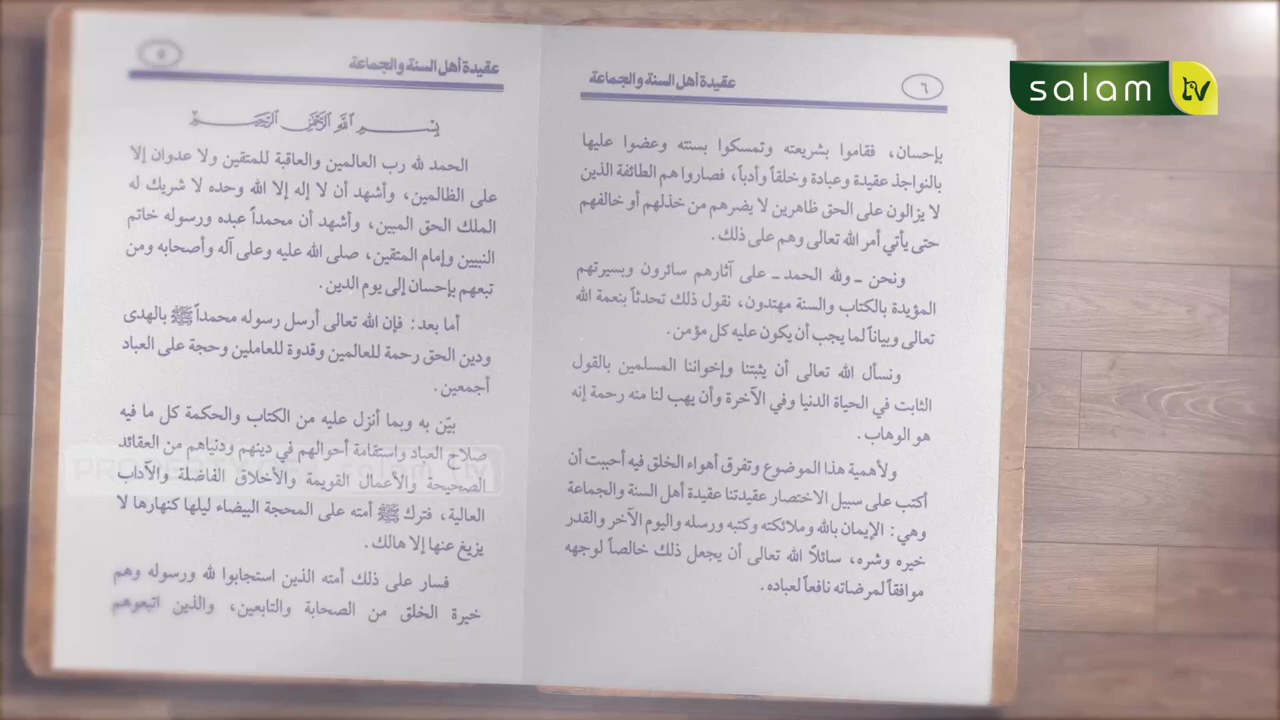 ٥
عقيدة أهل السنة والجماعة
بسم الله الرحمن الرحيم
الحمد لله رب العالمين والعاقبة للمتقين ولا عدوان إلا
على الظالمين، وأشهد أن لا إله إلا الله وحده لا شريك له
الملك الحق المبين، وأشهد أن محمداً عبده ورسوله خاتم
النبيين وإمام المتقين، صلى الله عليه وعلى آله وأصحابه ومن
تبعهم بإحسان إلى يوم الدين.
أما بعد: فإن الله تعالى أرسل رسوله محمداً ﷺ بالهدى
ودين الحق رحمة للعالمين وقدوة للعاملين وحجة على العباد
أجمعين.
بيّن به وبما أنزل عليه من الكتاب والحكمة كل ما فيه
صلاح العباد واستقامة أحوالهم في دينهم ودنياهم من العقائد
الصحيحة والأعمال القويمة والأخلاق الفاضلة والآداب
العالية، فترك ﷺ أمته على المحجة البيضاء ليلها كنهارها لا
يزيغ عنها إلا هالك.
فسار على ذلك أمته الذين استجابوا لله ورسوله وهم
خيرة الخلق من الصحابة والتابعين، والذين اتبعوهم
٦
عقيدة أهل السنة والجماعة
بإحسان، فقاموا بشريعته وتمسكوا بسنته وعضوا عليها
بالنواجذ عقيدة وعبادة وخلقاً وأدباً، فصاروا هم الطائفة الذين
لا يزالون على الحق ظاهرين لا يضرهم من خذلهم أو خالفهم
حتى يأتي أمر الله تعالى وهم على ذلك.
ونحن ـ ولله الحمد ـ على آثارهم سائرون وبسيرتهم
المؤيدة بالكتاب والسنة مهتدون، نقول ذلك تحدثاً بنعمة الله
تعالى وبياناً لما يجب أن يكون عليه كل مؤمن.
ونسأل الله تعالى أن يثبتنا وإخواننا المسلمين بالقول
الثابت في الحياة الدنيا وفي الآخرة وأن يهب لنا منه رحمة إنه
هو الوهاب.
ولأهمية هذا الموضوع وتفرق أهواء الخلق فيه أحببت أن
أكتب على سبيل الاختصار عقيدتنا عقيدة أهل السنة والجماعة
وهي: الإيمان بالله وملائكته وكتبه ورسله واليوم الآخر والقدر
خيره وشره، سائلاً الله تعالى أن يجعل ذلك خالصاً لوجهه
موافقاً لمرضاته نافعاً لعباده.
salam tv
PROPERTY OF salam tv